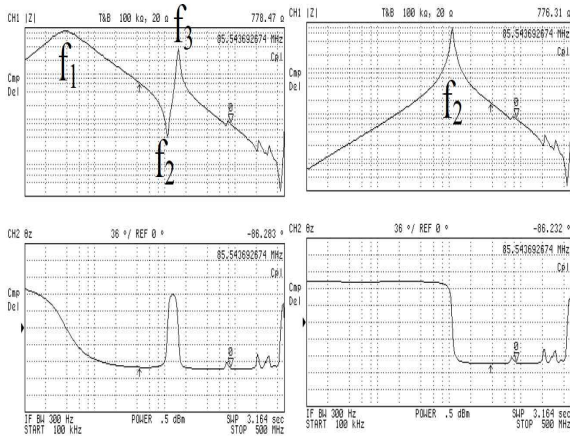 CH1 |Z| T&B 100 kΩ, 20 Ω 778.47 Ω
85.543692674 MHz
Cpl
Cmp
Del
f1
f3
f2
0
CH2 θz 36 °/ REF 0 ° -86.283 °
85.543692674 MHz
Cpl
Cmp
Del
0
IF BW 300 Hz POWER .5 dBm SWP 3.164 sec
START 100 kHz STOP 500 MHz
CH1 |Z| T&B 100 kΩ, 20 Ω 776.31 Ω
85.543692674 MHz
Cpl
Cmp
Del
f2
0
CH2 θz 36 °/ REF 0 ° -86.232 °
85.543692674 MHz
Cpl
Cmp
Del
0
IF BW 300 Hz POWER .5 dBm SWP 3.164 sec
START 100 kHz STOP 500 MHz